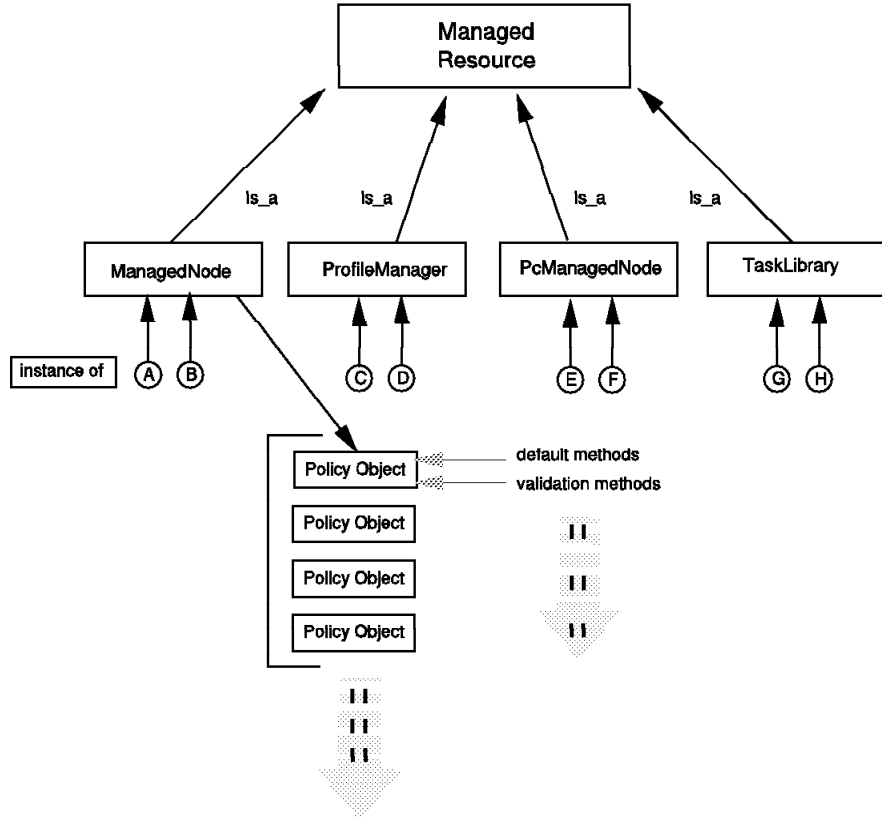 Managed
Resource
Is_a
Is_a
Is_a
Is_a
ManagedNode
ProfileManager
PcManagedNode
TaskLibrary
instance of
A
B
C
D
E
F
G
H
Policy Object
default methods
validation methods
Policy Object
Policy Object
Policy Object